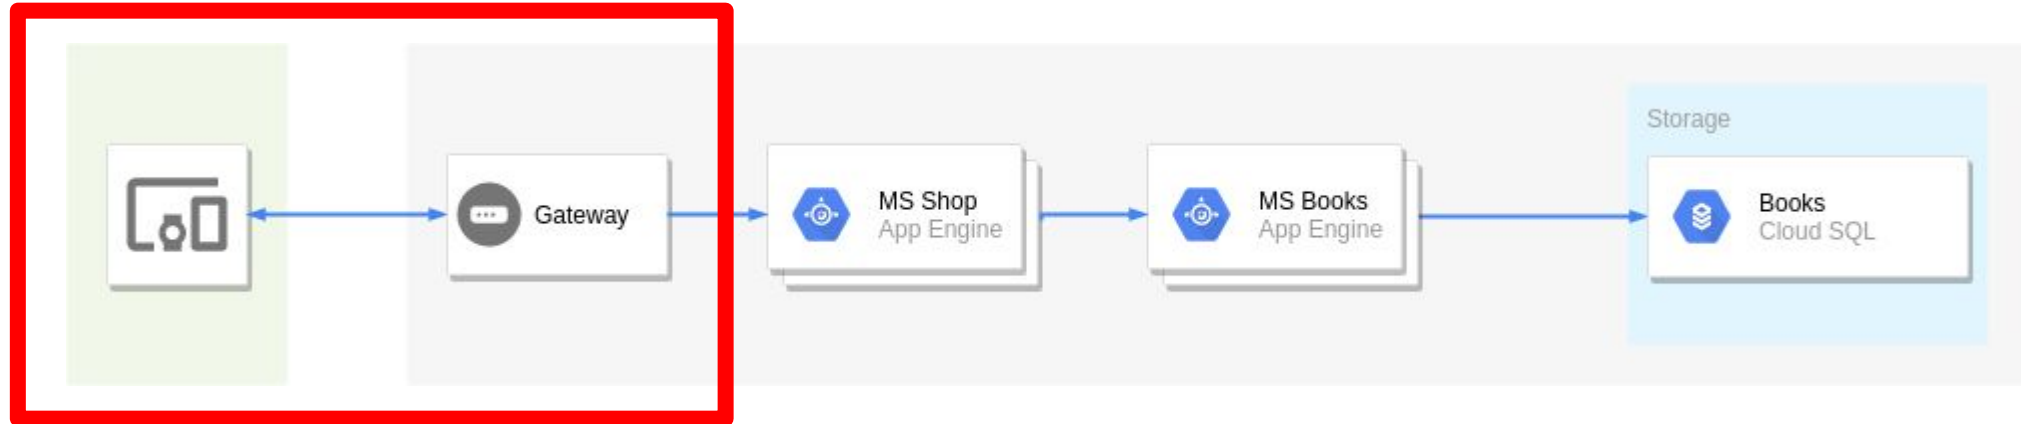 Gateway
MS Shop
App Engine
MS Books
App Engine
Storage
Books
Cloud SQL